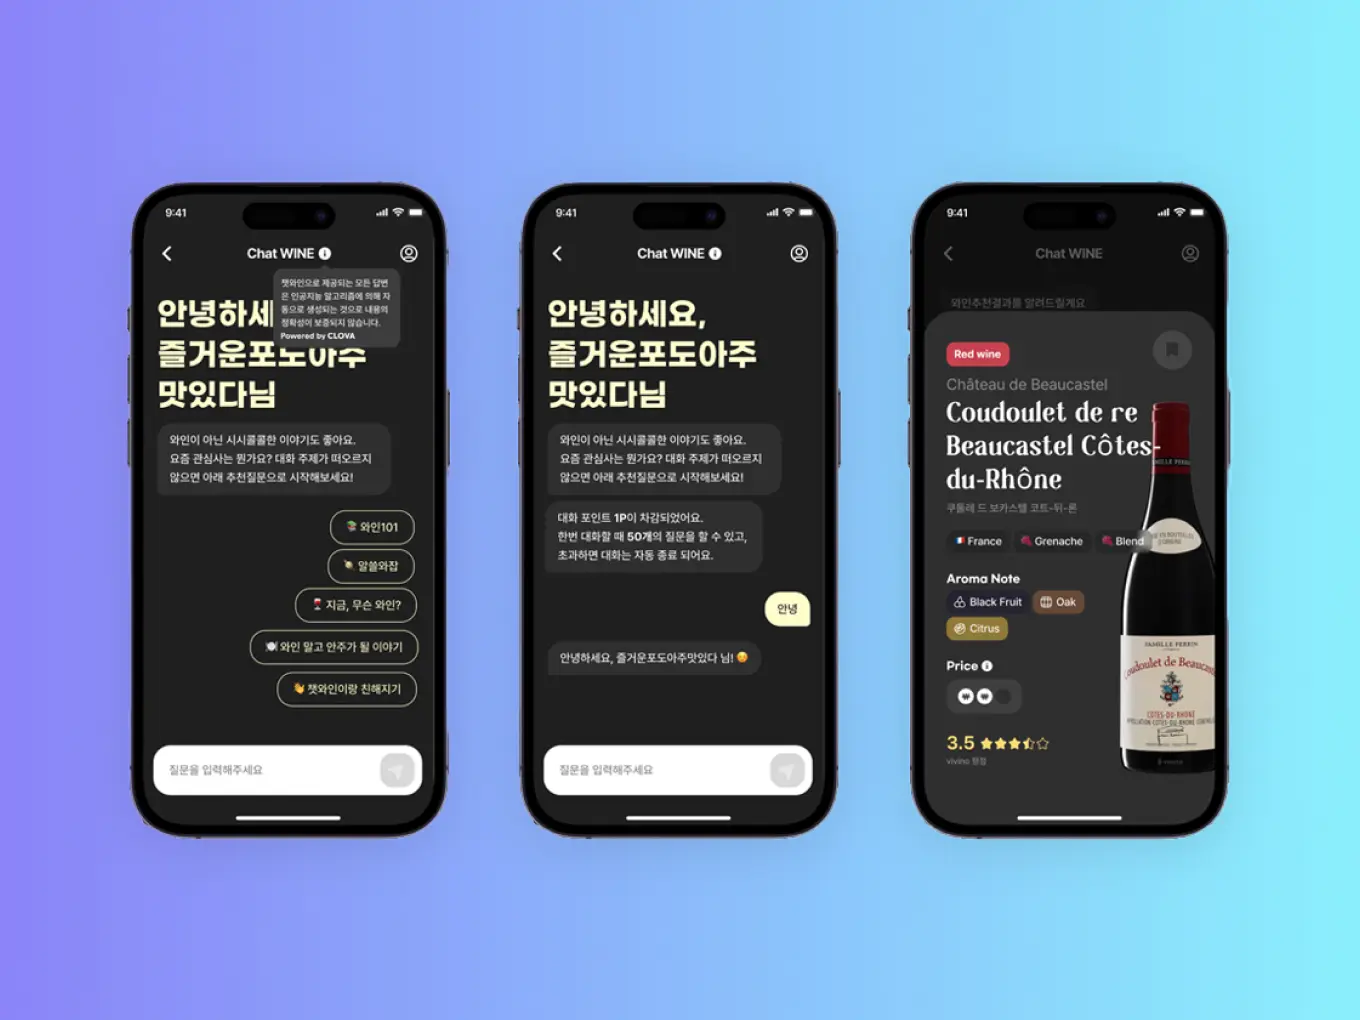 9:41
Chat WINE
챗와인으로 제공되는 모든 답변
은 인공지능 알고리즘에 의해 자
동으로 생성되는 것으로 내용의
정확성이 보증되지 않습니다.
Powered by CLOVA
안녕하세
즐거운포도아주
맛있다님
와인이 아닌 시시콜콜한 이야기도 좋아요.
요즘 관심사는 뭔가요? 대화 주제가 떠오르지
않으면 아래 추천질문으로 시작해보세요!
와인101
알쓸와잡
지금, 무슨 와인?
와인 말고 안주가 될 이야기
챗와인이랑 친해지기
질문을 입력해주세요
9:41
Chat WINE
안녕하세요,
즐거운포도아주
맛있다님
와인이 아닌 시시콜콜한 이야기도 좋아요.
요즘 관심사는 뭔가요? 대화 주제가 떠오르지
않으면 아래 추천질문으로 시작해보세요!
대화 포인트 1P이 차감되었어요.
한번 대화할 때 50개의 질문을 할 수 있고,
초과하면 대화는 자동 종료 되어요.
안녕
안녕하세요, 즐거운포도아주맛있다 님!
질문을 입력해주세요
9:41
Chat WINE
와인추천결과를 알려드릴게요
Red wine
Château de Beaucastel
Coudoulet de re
Beaucastel Côtes-
du-Rhône
쿠둘레 드 보카스텔 코트-뒤-론
France
Grenache
Blend
Aroma Note
Black Fruit
Oak
Citrus
Price
3.5
vivino 평점
FAMILLE PERRIN
FAMILLE PERRIN
Coudoulet de Beaucast
COTES-DU-RHONE